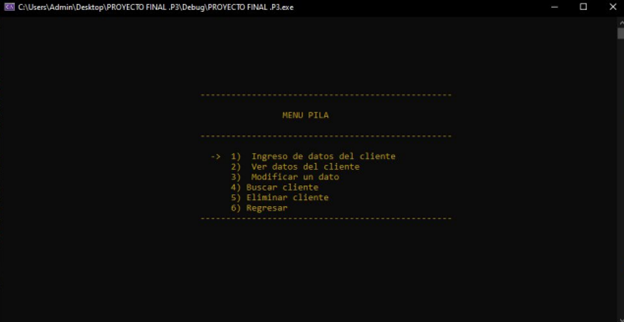 C:\Users\Admin\Desktop\PROYECTO FINAL .P3\Debug\PROYECTO FINAL .P3.exe
-------------------------------------------------
MENU PILA
-------------------------------------------------
-> 1) Ingreso de datos del cliente
2) Ver datos del cliente
3) Modificar un dato
4) Buscar cliente
5) Eliminar cliente
6) Regresar
-------------------------------------------------